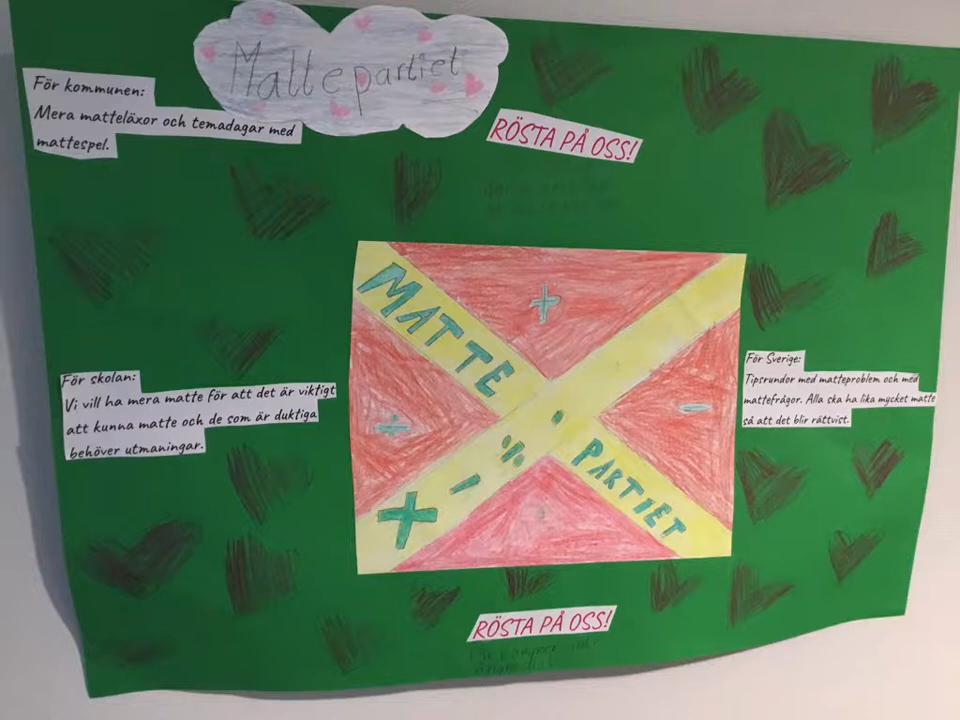 Mattepartiet
För kommunen:
Mera matteläxor och temadagar med
mattespel.
RÖSTA PÅ OSS!
MATTE
PARTIET
+
÷
-
+ - ÷ ·
För skolan:
Vi vill ha mera matte för att det är viktigt
att kunna matte och de som är duktiga
behöver utmaningar.
För Sverige:
Tipsrundor med matteproblem och med
mattefrågor. Alla ska ha lika mycket matte
så att det blir rättvist.
RÖSTA PÅ OSS!